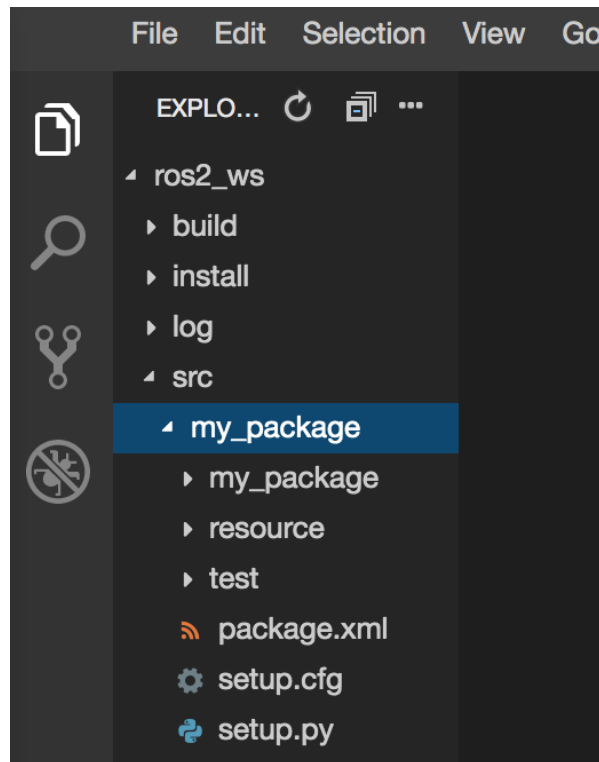 File Edit Selection View Go
EXPLO...
ros2_ws
build
install
log
src
my_package
my_package
resource
test
package.xml
setup.cfg
setup.py